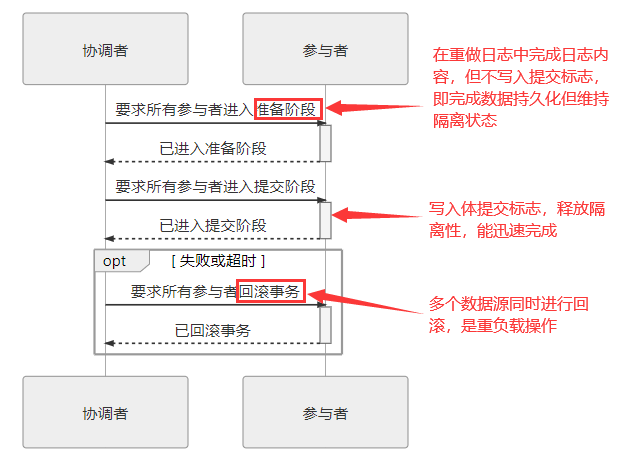 协调者
参与者
在重做日志中完成日志内
容，但不写入提交标志，
即完成数据持久化但维持
隔离状态
要求所有参与者进入准备阶段
已进入准备阶段
要求所有参与者进入提交阶段
写入体提交标志，释放隔
离性，能迅速完成
已进入提交阶段
opt
[ 失败或超时 ]
要求所有参与者回滚事务
多个数据源同时进行回
滚，是重负载操作
已回滚事务
协调者
参与者